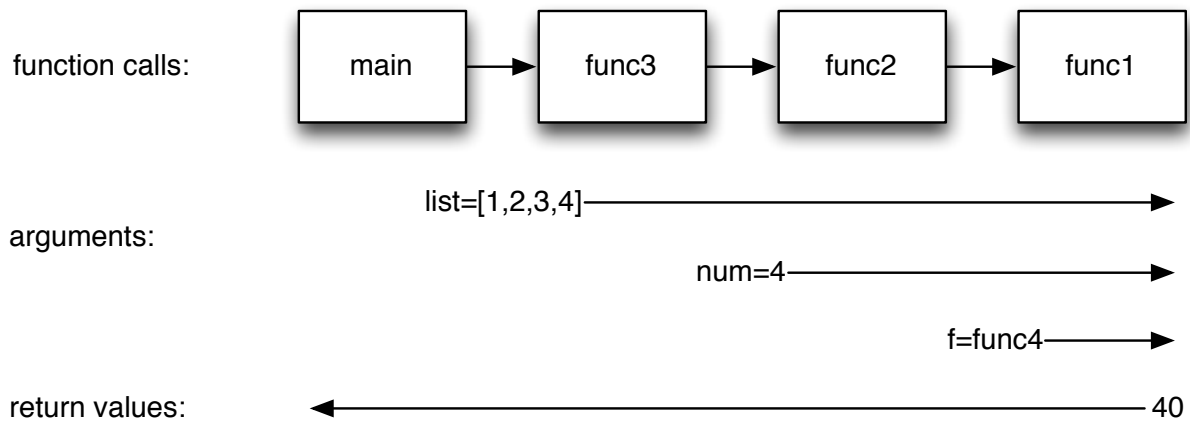 function calls: main func3 func2 func1
list=[1,2,3,4]
arguments:
num=4
f=func4
return values: 40